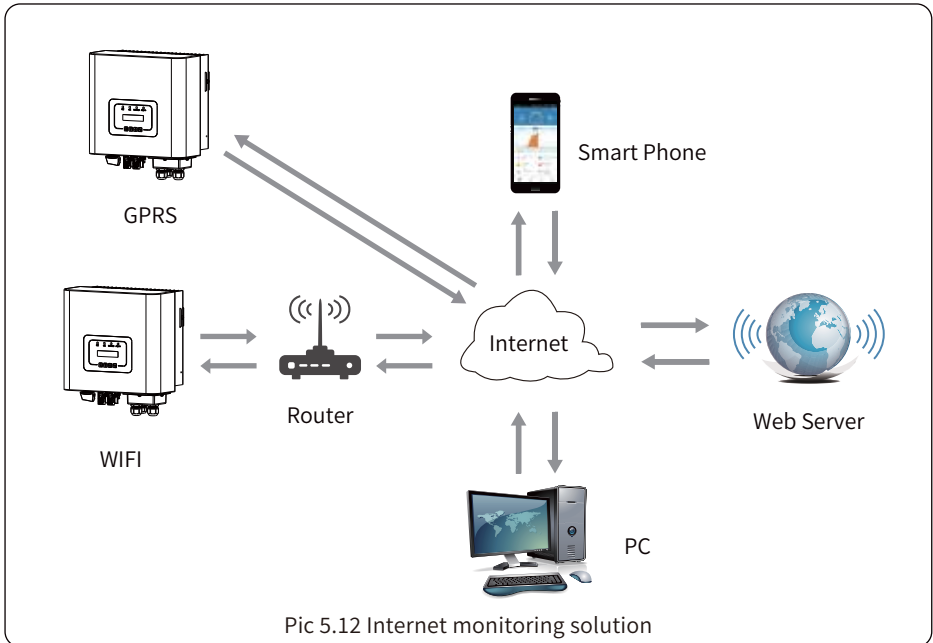 Smart Phone
GPRS
Internet
Router
Web Server
WIFI
PC
Pic 5.12 Internet monitoring solution